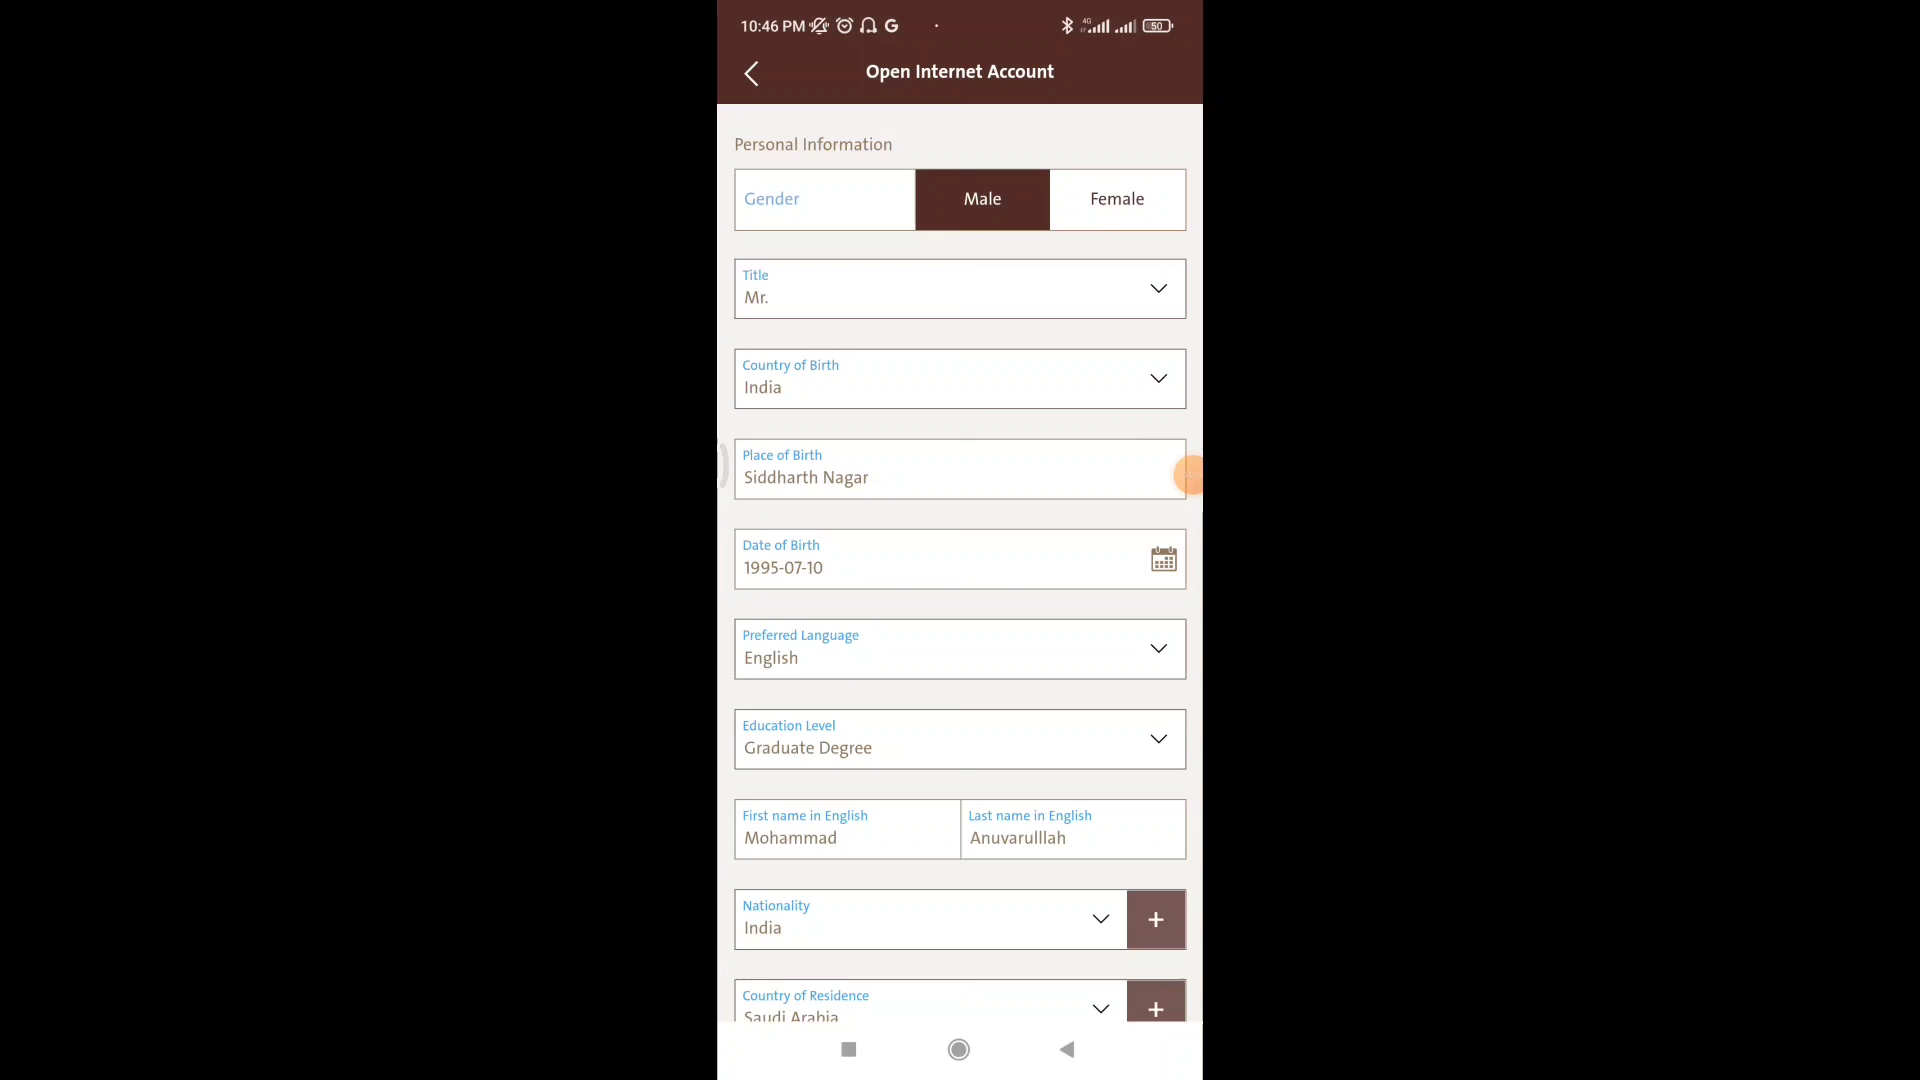 10:46 PM
4G
50
Open Internet Account
Personal Information
Gender
Male
Female
Title
Mr.
Country of Birth
India
Place of Birth
Siddharth Nagar
Date of Birth
1995-07-10
Preferred Language
English
Education Level
Graduate Degree
First name in English
Last name in English
Mohammad
Anuvarulllah
Nationality
India
+
Country of Residence
Saudi Arabia
+